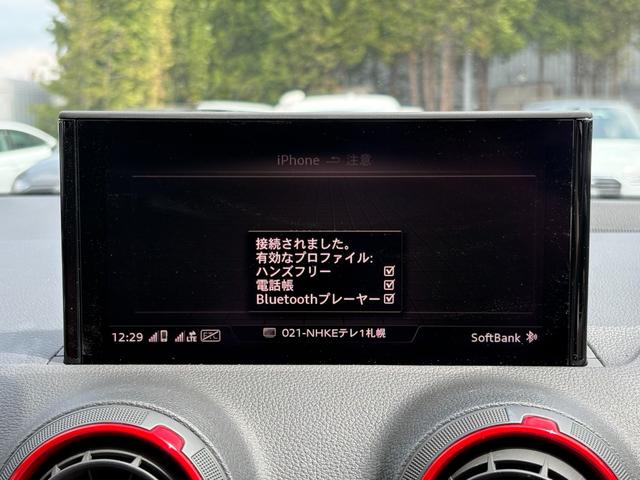 iPhone 注意
接続されました。
有効なプロファイル:
ハンズフリー
電話帳
Bluetoothプレーヤー
12:29 LTE 021-NHKEテレ1札幌 SoftBank